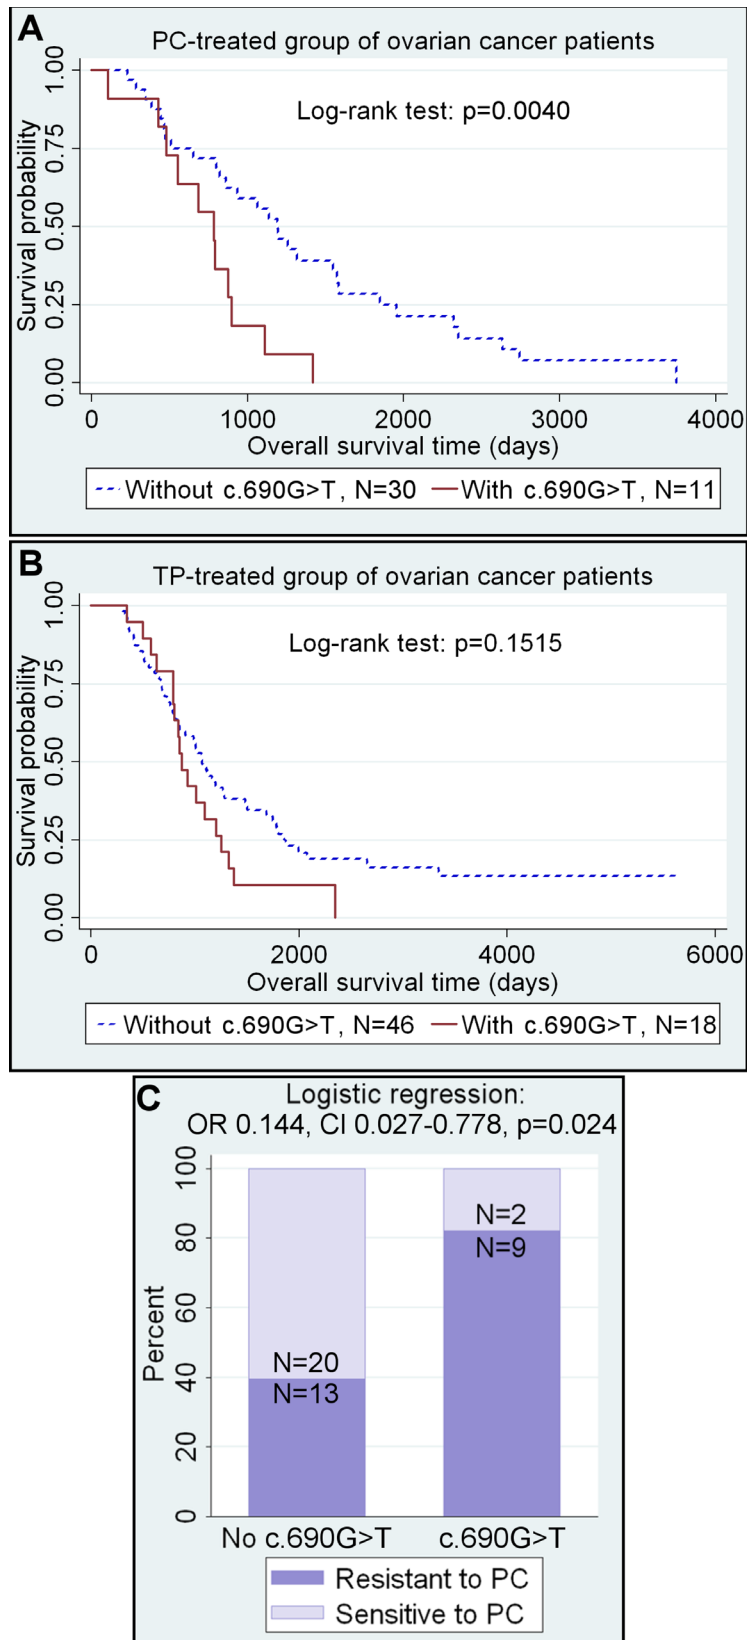 A
PC-treated group of ovarian cancer patients
Log-rank test: p=0.0040
Survival probability
1.00
0.75
0.50
0.25
0.00
0 1000 2000 3000 4000
Overall survival time (days)
Without c.690G>T, N=30 With c.690G>T, N=11
B
TP-treated group of ovarian cancer patients
Log-rank test: p=0.1515
Survival probability
1.00
0.75
0.50
0.25
0.00
0 2000 4000 6000
Overall survival time (days)
Without c.690G>T, N=46 With c.690G>T, N=18
C
Logistic regression:
OR 0.144, CI 0.027-0.778, p=0.024
Percent
100
80
60
40
20
0
N=20
N=13
N=2
N=9
No c.690G>T c.690G>T
Resistant to PC
Sensitive to PC